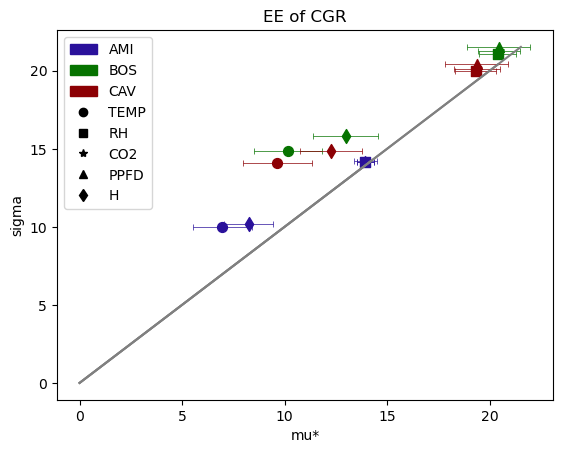 EE of CGR
AMI
BOS
CAV
TEMP
RH
CO2
PPFD
H
20
15
10
5
0
sigma
0 5 10 15 20
mu*